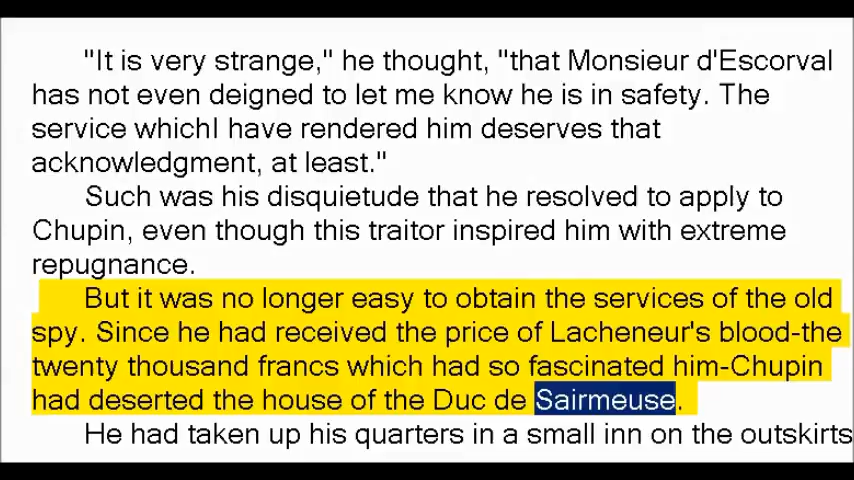 "It is very strange," he thought, "that Monsieur d'Escorval
has not even deigned to let me know he is in safety. The
service whichI have rendered him deserves that
acknowledgment, at least."
Such was his disquietude that he resolved to apply to
Chupin, even though this traitor inspired him with extreme
repugnance.
But it was no longer easy to obtain the services of the old
spy. Since he had received the price of Lacheneur's blood-the
twenty thousand francs which had so fascinated him-Chupin
had deserted the house of the Duc de Sairmeuse.
He had taken up his quarters in a small inn on the outskirts